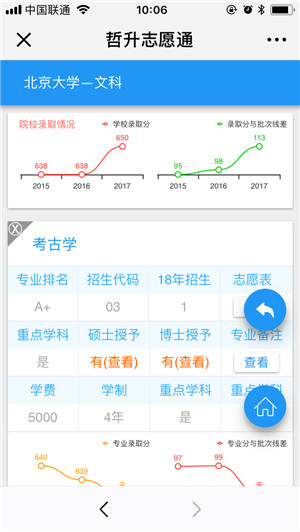 中国联通 10:06
哲升志愿通
北京大学—文科
院校录取情况 学校录取分 录取分与批次线差
638 638 650 95 98 113
2015 2016 2017 2015 2016 2017
考古学
专业排名 招生代码 18年招生 志愿表
A+ 03 1
重点学科 硕士授予 博士授予 专业备注
是 有(查看) 有(查看) 查看
学费 学制 重点学科 重点学科
5000 4年 是
专业录取分 专业分与批次线差
640 639 无 97 99 无